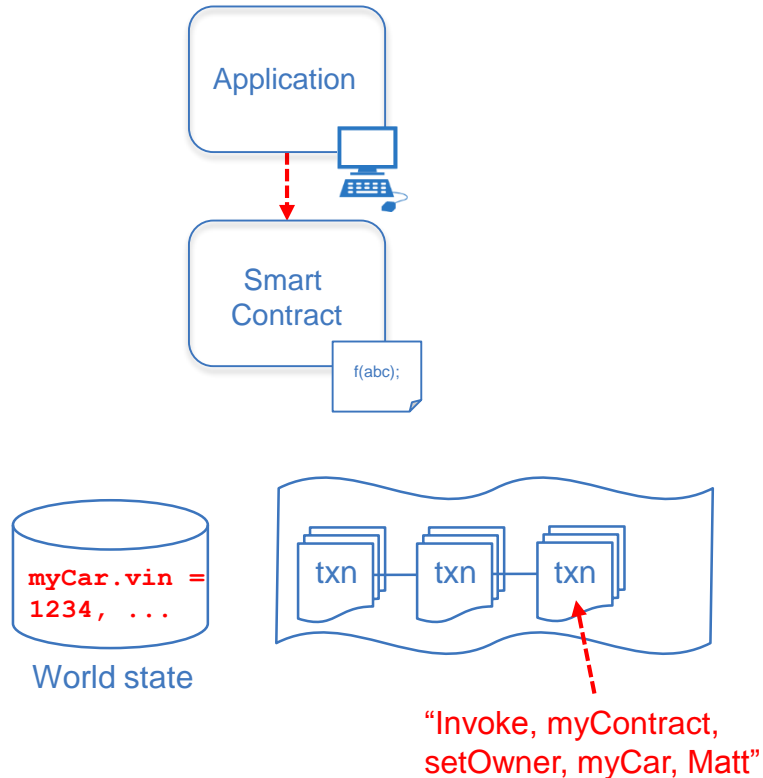 Application
Smart
Contract
f(abc);
myCar.vin =
1234, ...
World state
txn
txn
txn
“Invoke, myContract,
setOwner, myCar, Matt”